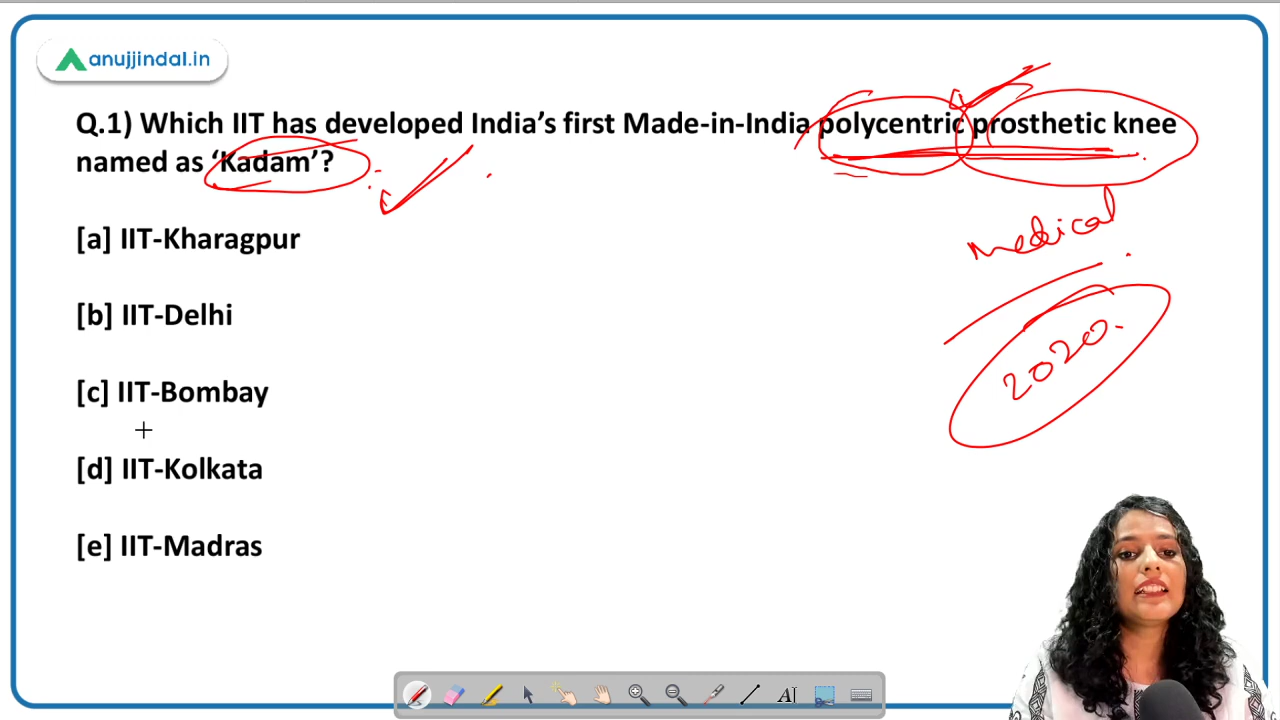 anujjindal.in
Q.1) Which IIT has developed India’s first Made-in-India polycentric prosthetic knee
named as ‘Kadam’?
[a] IIT-Kharagpur
Medical
[b] IIT-Delhi
2020.
[c] IIT-Bombay
[d] IIT-Kolkata
[e] IIT-Madras